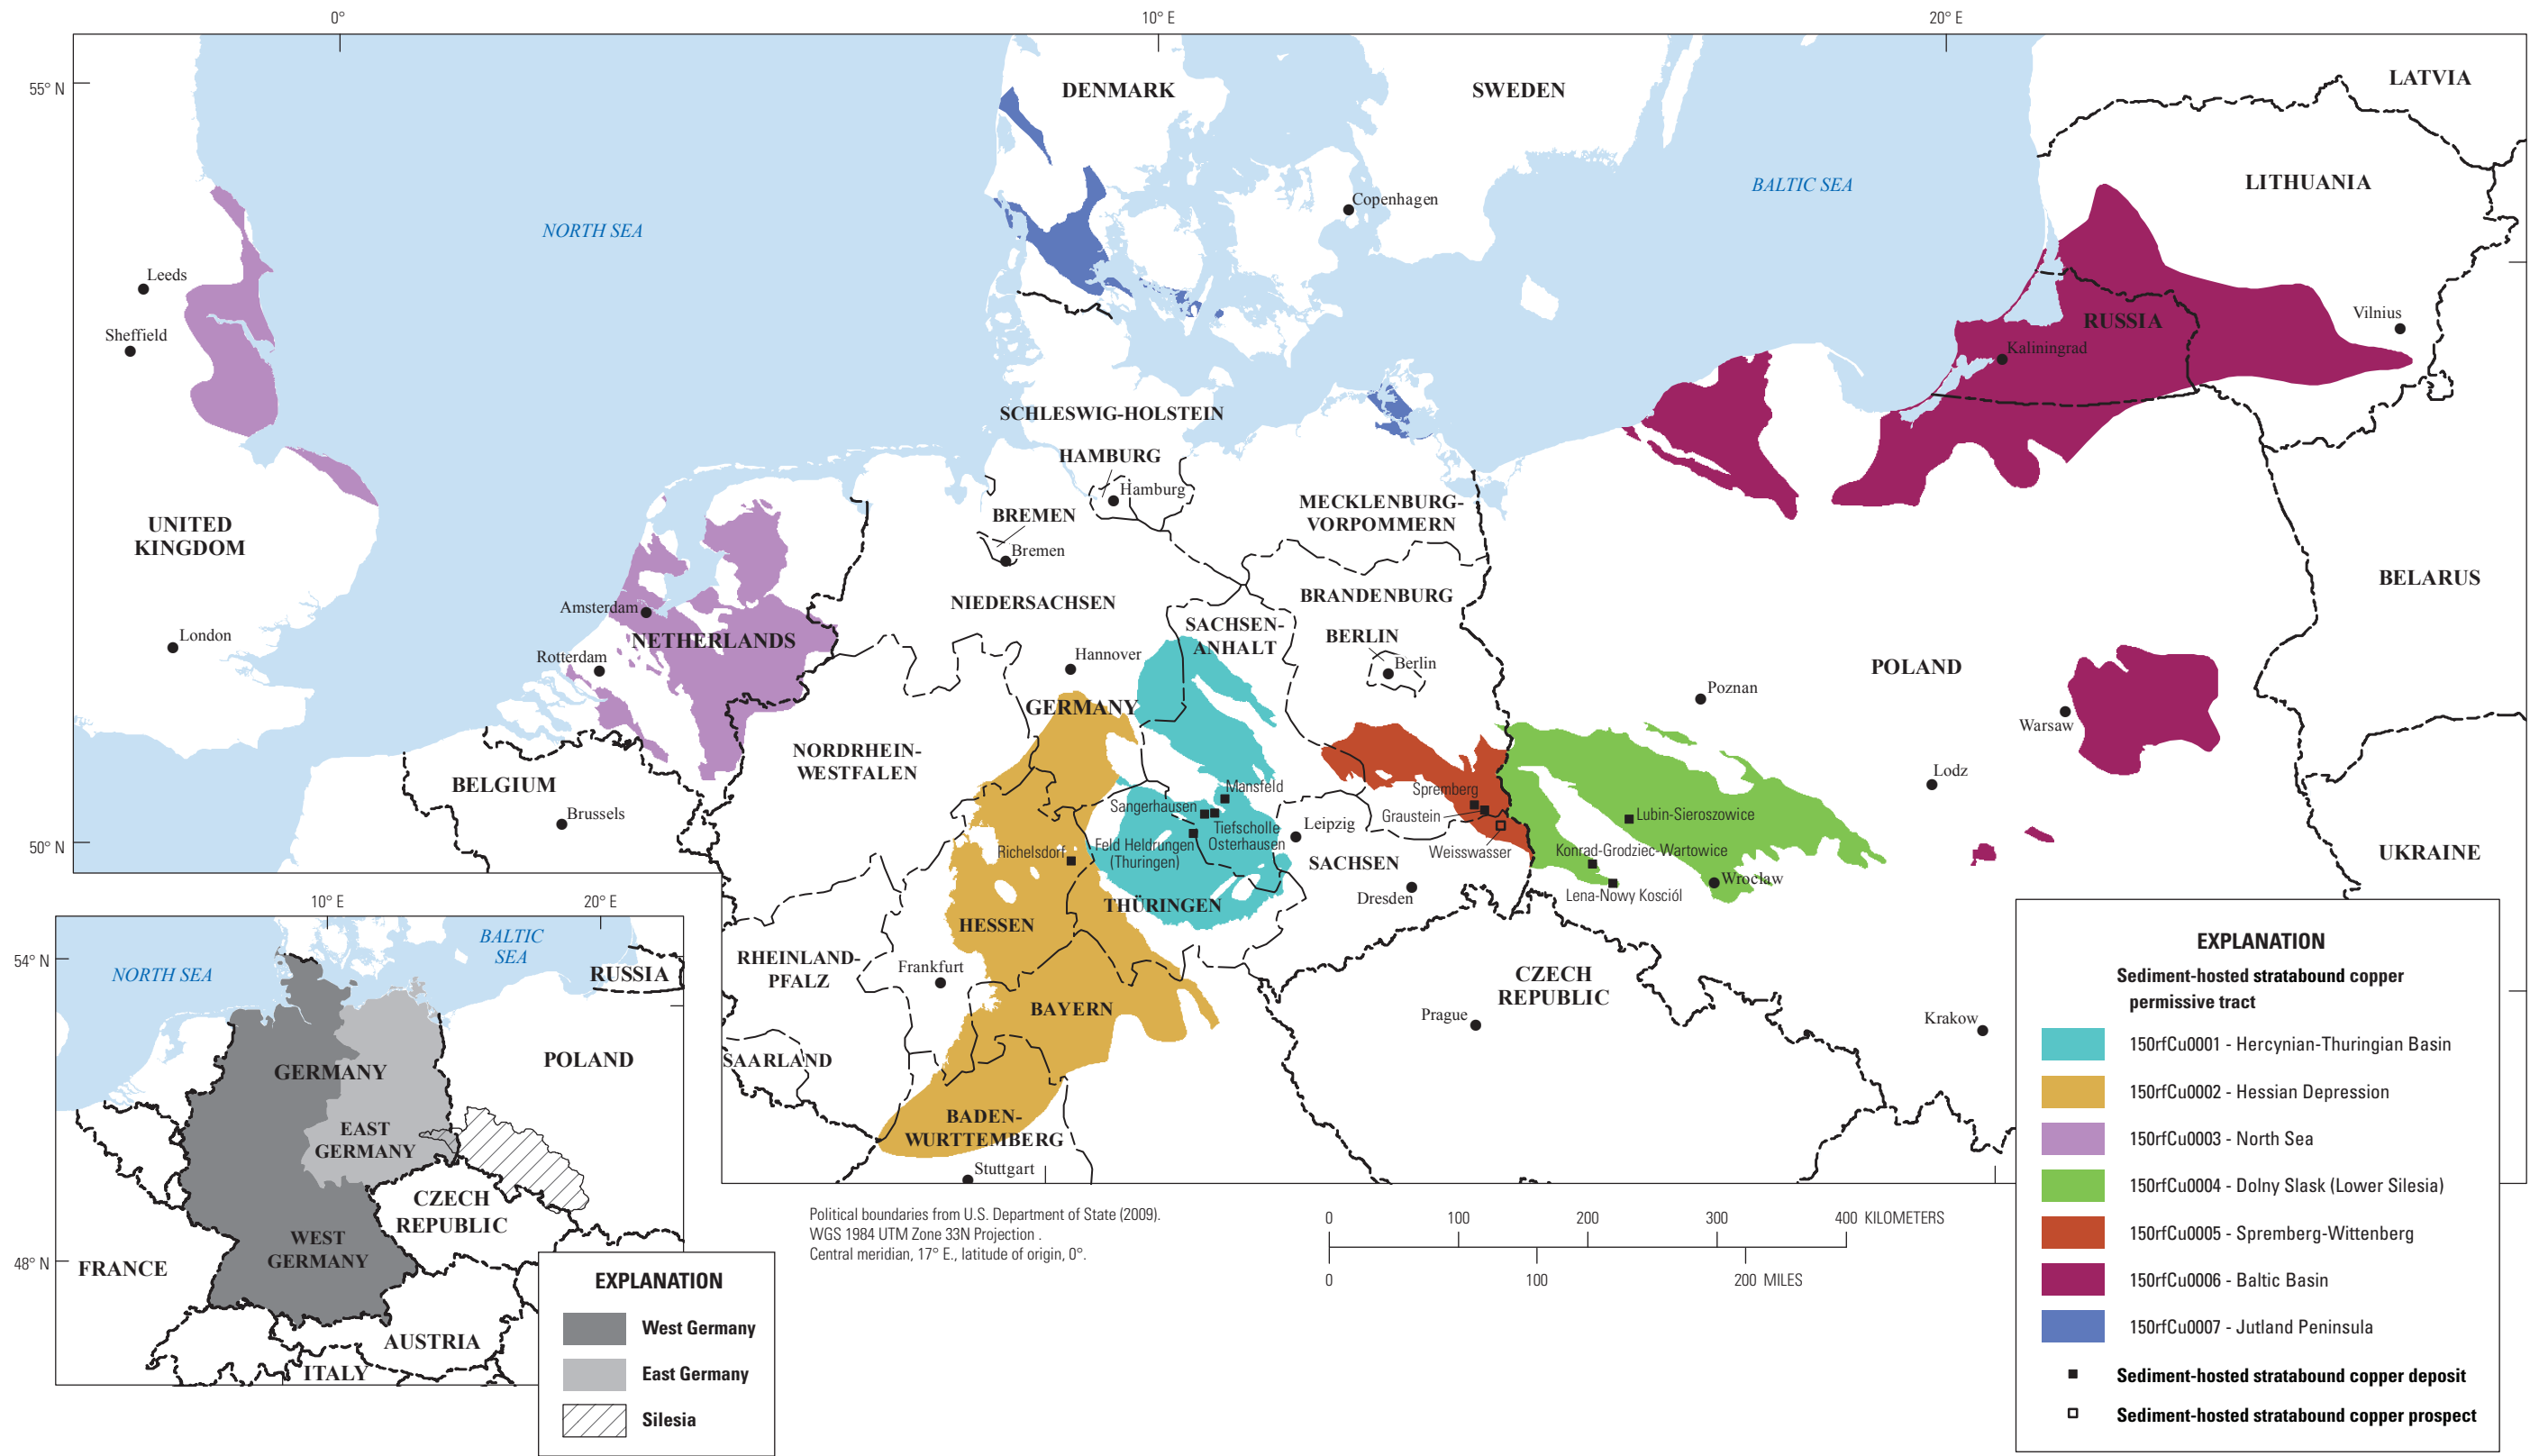 0°
10° E
20° E
55° N
50° N
DENMARK
SWEDEN
LATVIA
LITHUANIA
BALTIC SEA
NORTH SEA
Copenhagen
Leeds
Sheffield
Vilnius
RUSSIA
Kaliningrad
SCHLESWIG-HOLSTEIN
HAMBURG
Hamburg
BREMEN
Bremen
MECKLENBURG-
VORPOMMERN
UNITED
KINGDOM
London
Amsterdam
NETHERLANDS
Rotterdam
NIEDERSACHSEN
Hannover
SACHSEN-
ANHALT
BRANDENBURG
BERLIN
Berlin
BELARUS
POLAND
Poznan
Warsaw
Lodz
GERMANY
NORDRHEIN-
WESTFALEN
BELGIUM
Brussels
Mansfeld
Sangerhausen
Tiefscholle
Osterhausen
Feld Heldrungen
(Thuringen)
Richelsdorf
Leipzig
SACHSEN
Spremberg
Graustein
Weisswasser
Dresden
Lubin-Sieroszowice
Konrad-Grodziec-Wartowice
Lena-Nowy Kosciól
Wroclaw
UKRAINE
THÜRINGEN
HESSEN
RHEINLAND-
PFALZ
Frankfurt
BAYERN
SAARLAND
BADEN-
WURTTEMBERG
Stuttgart
CZECH
REPUBLIC
Prague
Krakow
10° E
20° E
54° N
48° N
NORTH SEA
BALTIC
SEA
RUSSIA
GERMANY
POLAND
EAST
GERMANY
CZECH
REPUBLIC
WEST
GERMANY
FRANCE
AUSTRIA
ITALY
EXPLANATION
West Germany
East Germany
Silesia
Political boundaries from U.S. Department of State (2009).
WGS 1984 UTM Zone 33N Projection .
Central meridian, 17° E., latitude of origin, 0°.
0 100 200 300 400 KILOMETERS
0 100 200 MILES
EXPLANATION
Sediment-hosted stratabound copper
permissive tract
150rfCu0001 - Hercynian-Thuringian Basin
150rfCu0002 - Hessian Depression
150rfCu0003 - North Sea
150rfCu0004 - Dolny Slask (Lower Silesia)
150rfCu0005 - Spremberg-Wittenberg
150rfCu0006 - Baltic Basin
150rfCu0007 - Jutland Peninsula
Sediment-hosted stratabound copper deposit
Sediment-hosted stratabound copper prospect